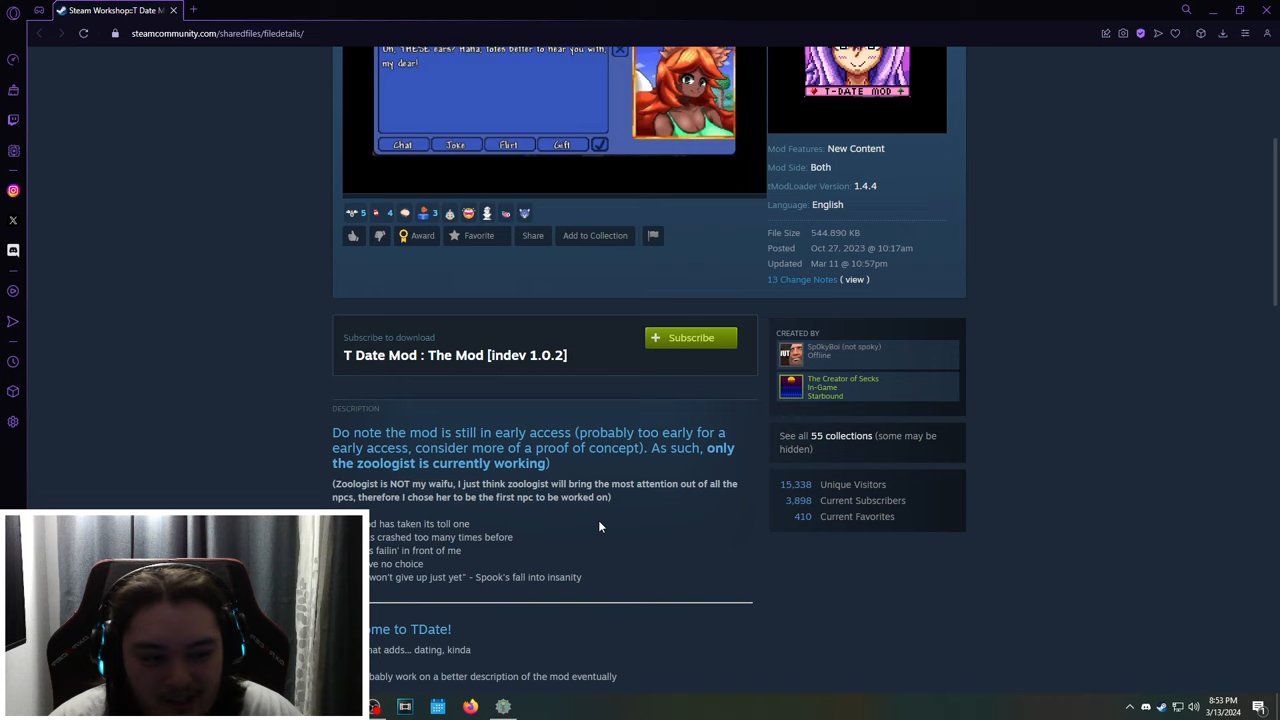 Steam Workshop::T Date Mod
steamcommunity.com/sharedfiles/filedetails/
Oh, THESE ears? Haha, totes better to hear you with,
my dear!
Chat Joke Flirt Gift
T-DATE MOD
Mod Features: New Content
Mod Side: Both
tModLoader Version: 1.4.4
Language: English
5 4 3
Award Favorite Share Add to Collection
File Size 544.890 KB
Posted Oct 27, 2023 @ 10:17am
Updated Mar 11 @ 10:57pm
13 Change Notes ( view )
Subscribe to download
T Date Mod : The Mod [indev 1.0.2]
Subscribe
CREATED BY
Sp0kyBoi (not spoky)
Offline
The Creator of Secks
In-Game
Starbound
DESCRIPTION
Do note the mod is still in early access (probably too early for a
early access, consider more of a proof of concept). As such, only
the zoologist is currently working)
(Zoologist is NOT my waifu, I just think zoologist will bring the most attention out of all the
npcs, therefore I chose her to be the first npc to be worked on)
See all 55 collections (some may be
hidden)
15,338 Unique Visitors
3,898 Current Subscribers
410 Current Favorites
has taken its toll one
crashed too many times before
failin' in front of me
no choice
won't give up just yet" - Spook's fall into insanity
to TDate!
adds... dating, kinda
work on a better description of the mod eventually
8:53 PM
3/13/2024